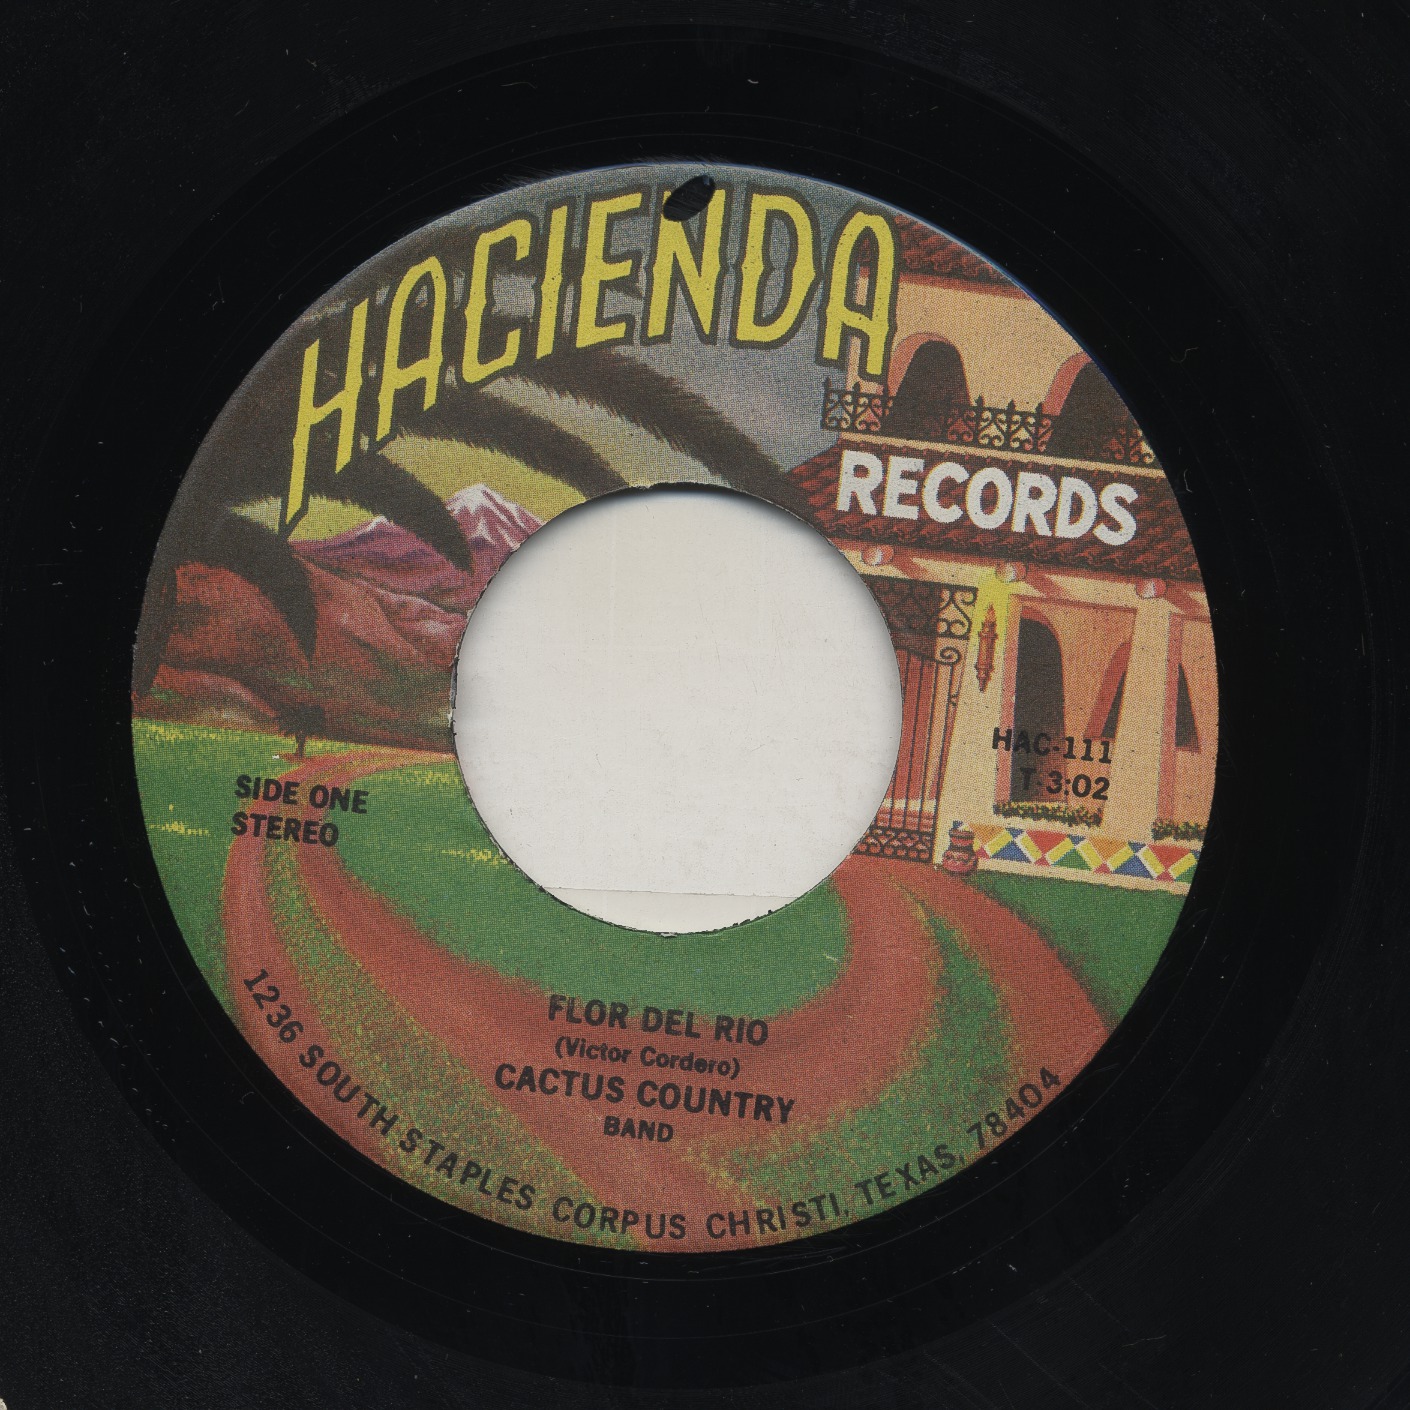 HACIENDA
RECORDS
HAC-111
T-3:02
SIDE ONE
STEREO
FLOR DEL RIO
(Victor Cordero)
CACTUS COUNTRY
BAND
1236 SOUTH STAPLES CORPUS CHRISTI, TEXAS, 78404